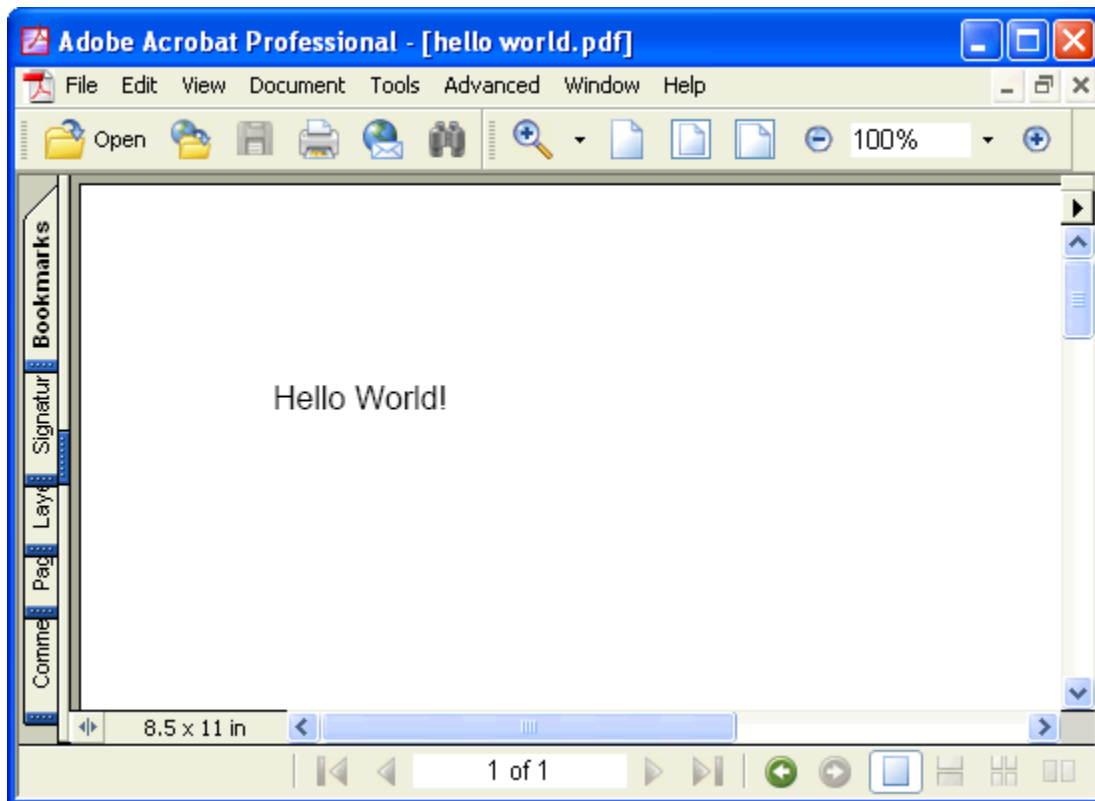 Adobe Acrobat Professional - [hello world.pdf]
File Edit View Document Tools Advanced Window Help
Open 100%
Bookmarks
Signatur
Laye
Pag
Comme
Hello World!
8.5 x 11 in
1 of 1